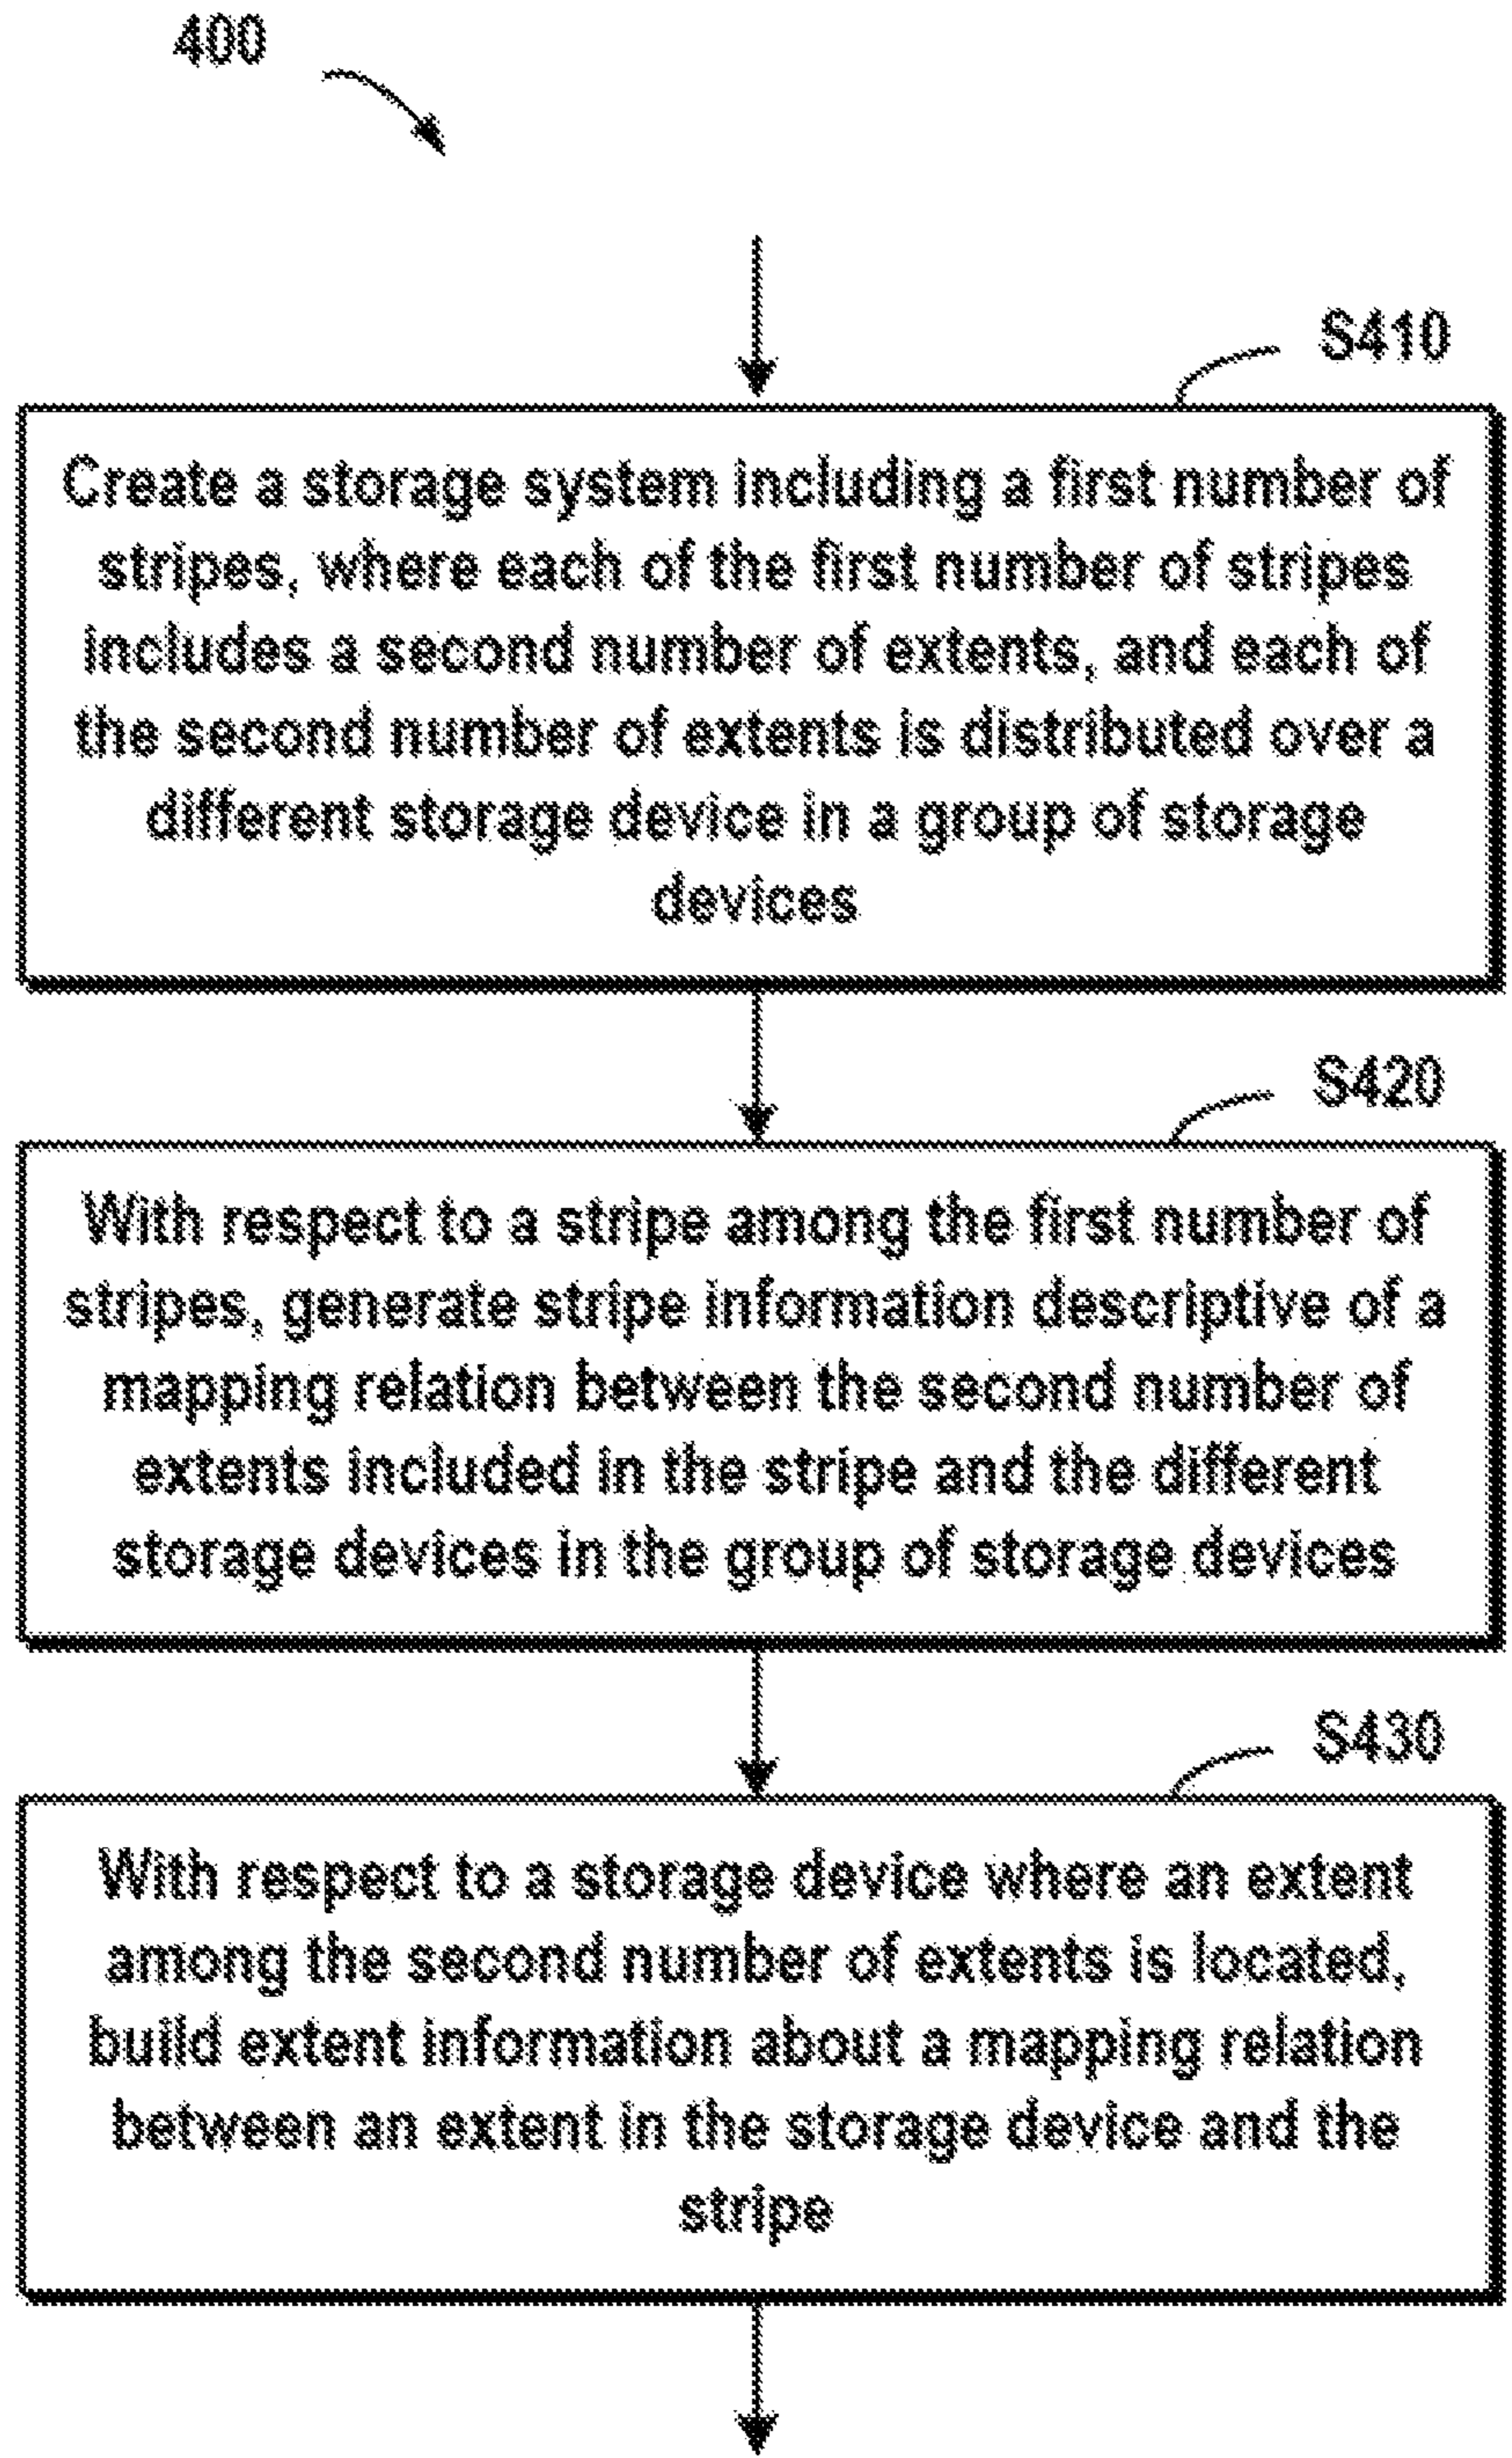 400
S410
Create a storage system including a first number of
stripes, where each of the first number of stripes
includes a second number of extents, and each of
the second number of extents is distributed over a
different storage device in a group of storage
devices
S420
With respect to a stripe among the first number of
stripes, generate stripe information descriptive of a
mapping relation between the second number of
extents included in the stripe and the different
storage devices in the group of storage devices
S430
With respect to a storage device where an extent
among the second number of extents is located,
build extent information about a mapping relation
between an extent in the storage device and the
stripe